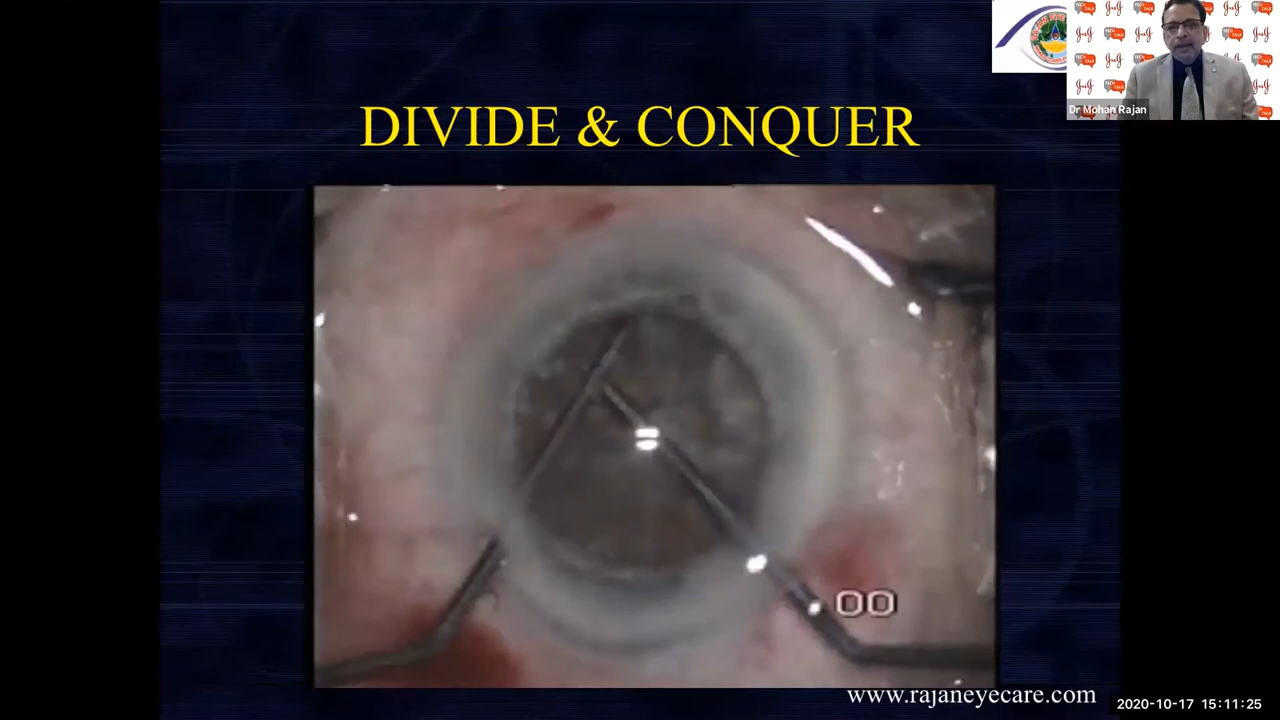 Dr Mohan Rajan
DIVIDE & CONQUER
00
www.rajaneyecare.com
2020-10-17 15:11:25